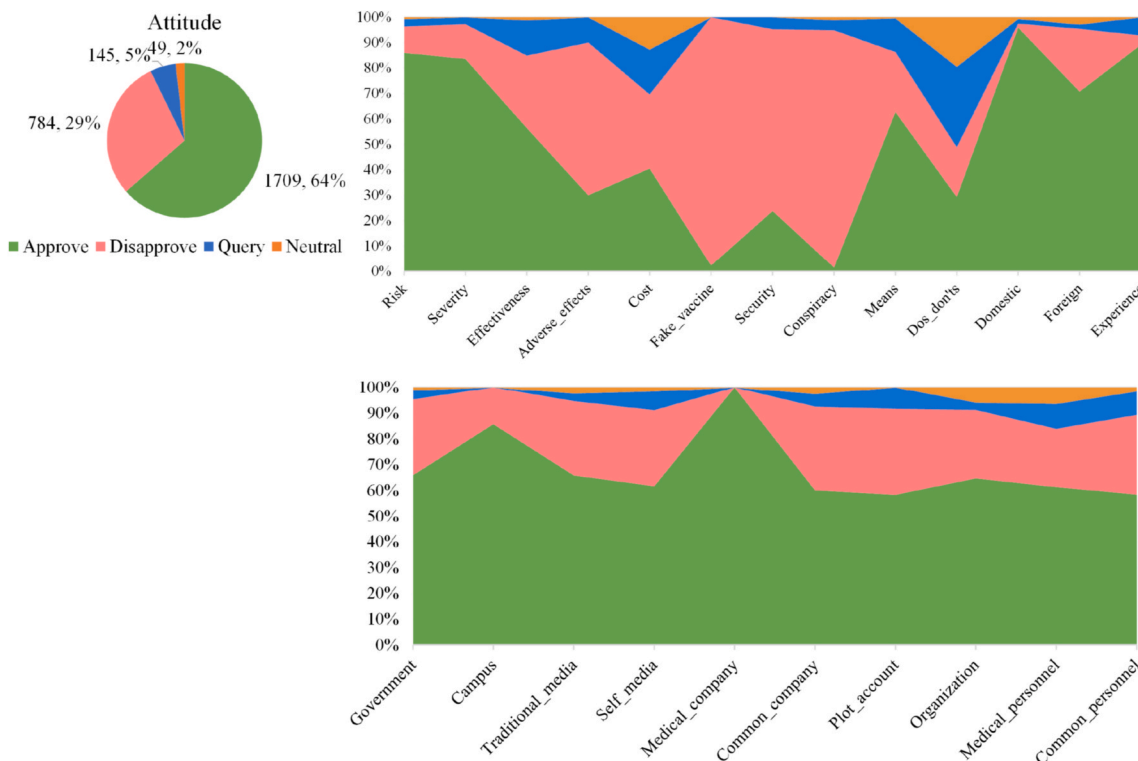 Attitude
49, 2%
145, 5%
784, 29%
1709, 64%
Approve Disapprove Query Neutral
100%
90%
80%
70%
60%
50%
40%
30%
20%
10%
0%
Risk
Severity
Effectiveness
Adverse_effects
Cost
Fake_vaccine
Security
Conspiracy
Means
Dos_don'ts
Domestic
Foreign
Experience
100%
90%
80%
70%
60%
50%
40%
30%
20%
10%
0%
Government
Campus
Traditional_media
Self_media
Medical_company
Common_company
Plot_account
Organization
Medical_personnel
Common_personnel